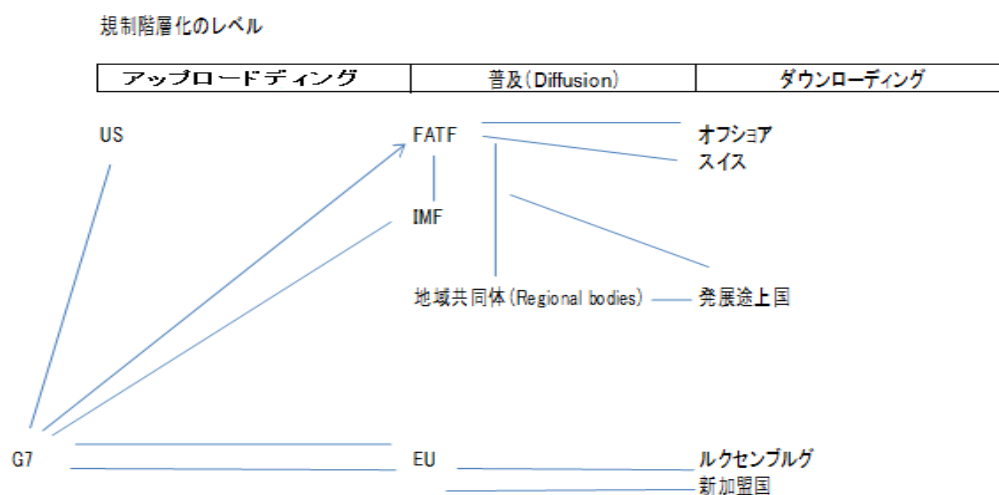 規制階層化のレベル
アップロードディング 普及(Diffusion) ダウンローディング
US FATF オフショア
スイス
IMF
地域共同体(Regional bodies) 発展途上国
G7 EU ルクセンブルグ
新加盟国